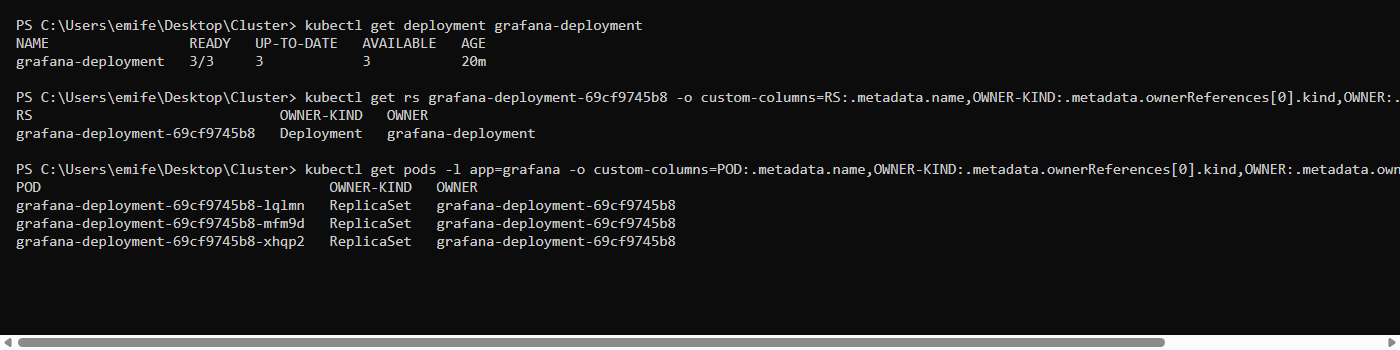 PS C:\Users\emife\Desktop\Cluster> kubectl get deployment grafana-deployment
NAME                 READY   UP-TO-DATE   AVAILABLE   AGE
grafana-deployment   3/3     3            3           20m
PS C:\Users\emife\Desktop\Cluster> kubectl get rs grafana-deployment-69cf9745b8 -o custom-columns=RS:.metadata.name,OWNER-KIND:.metadata.ownerReferences[0].kind,OWNER:.
RS                              OWNER-KIND   OWNER
grafana-deployment-69cf9745b8   Deployment   grafana-deployment
PS C:\Users\emife\Desktop\Cluster> kubectl get pods -l app=grafana -o custom-columns=POD:.metadata.name,OWNER-KIND:.metadata.ownerReferences[0].kind,OWNER:.metadata.own
POD                                   OWNER-KIND   OWNER
grafana-deployment-69cf9745b8-lqlmn   ReplicaSet   grafana-deployment-69cf9745b8
grafana-deployment-69cf9745b8-mfm9d   ReplicaSet   grafana-deployment-69cf9745b8
grafana-deployment-69cf9745b8-xhqp2   ReplicaSet   grafana-deployment-69cf9745b8